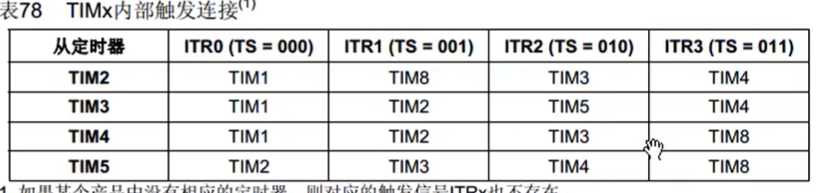 表78 TIMx内部触发连接(1)
从定时器 ITR0 (TS = 000) ITR1 (TS = 001) ITR2 (TS = 010) ITR3 (TS = 011)
TIM2 TIM1 TIM8 TIM3 TIM4
TIM3 TIM1 TIM2 TIM5 TIM4
TIM4 TIM1 TIM2 TIM3 TIM8
TIM5 TIM2 TIM3 TIM4 TIM8
1. 如果某个产品中没有相应的定时器，则对应的触发信号ITRx也不存在